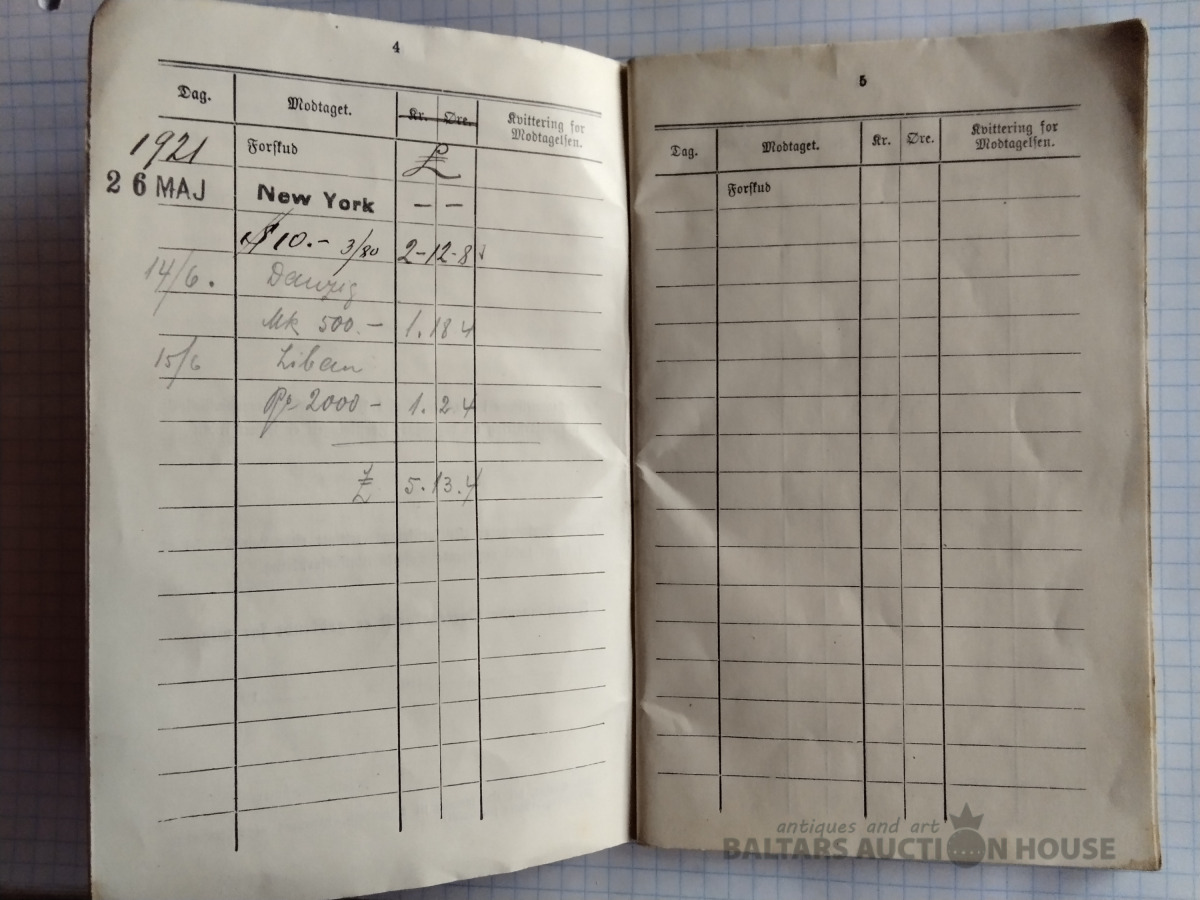 4
Dag. Modtaget. Kr. Øre. Kvittering for Modtagelsen.
1921 Forskud £
26 MAJ New York — —
$ 10.- 3/80 2-12-8
14/6. Danzig
Mk 500.- 1.18 4
15/6 Libau
2000 - 1. 2 4
£ 5.13.4
5
Dag. Modtaget. Kr. Øre. Kvittering for Modtagelsen.
Forskud
antiques and art
BALTARS AUCTION HOUSE